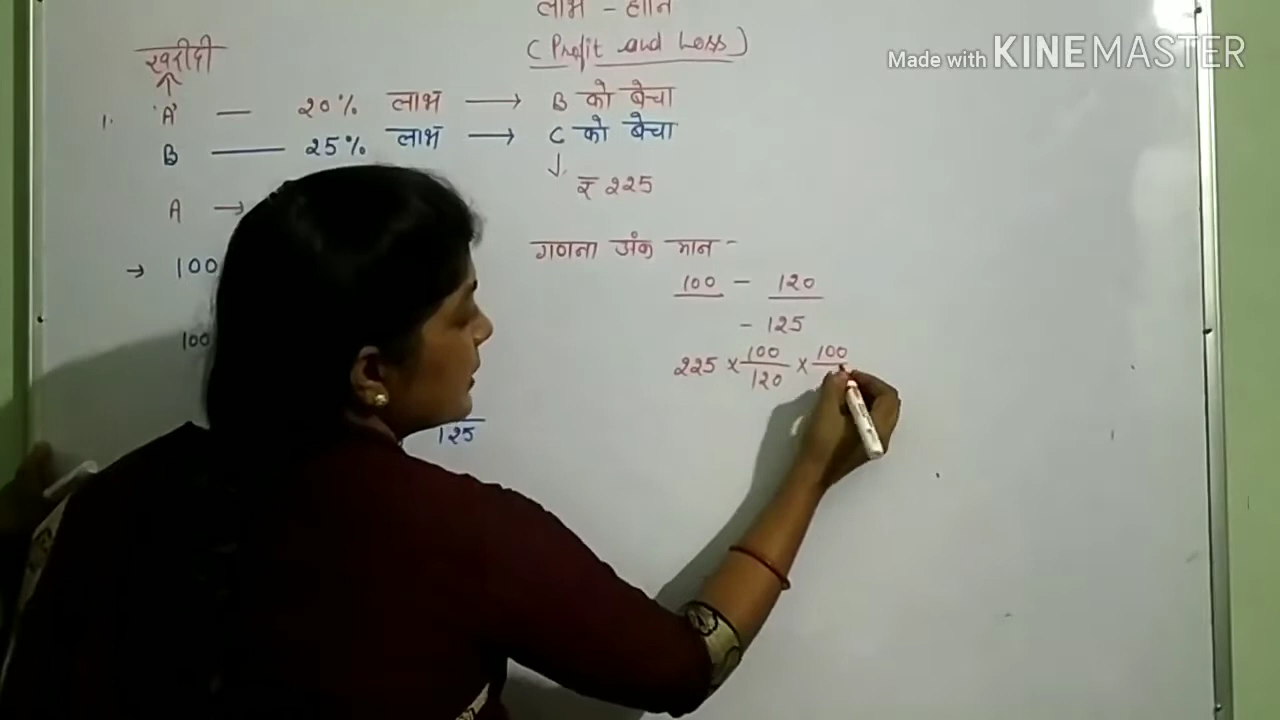 लाभ - हानि
(Profit and Loss)
Made with KINEMASTER
खरीदी
1. 'A' — 20% लाभ → B को बेचा
B — 25% लाभ → C को बेचा
↓
₹ 225
A →
गणना अंक मान -
→ 100
100 - 120
- 125
100
225 × 100/120 × 100
125